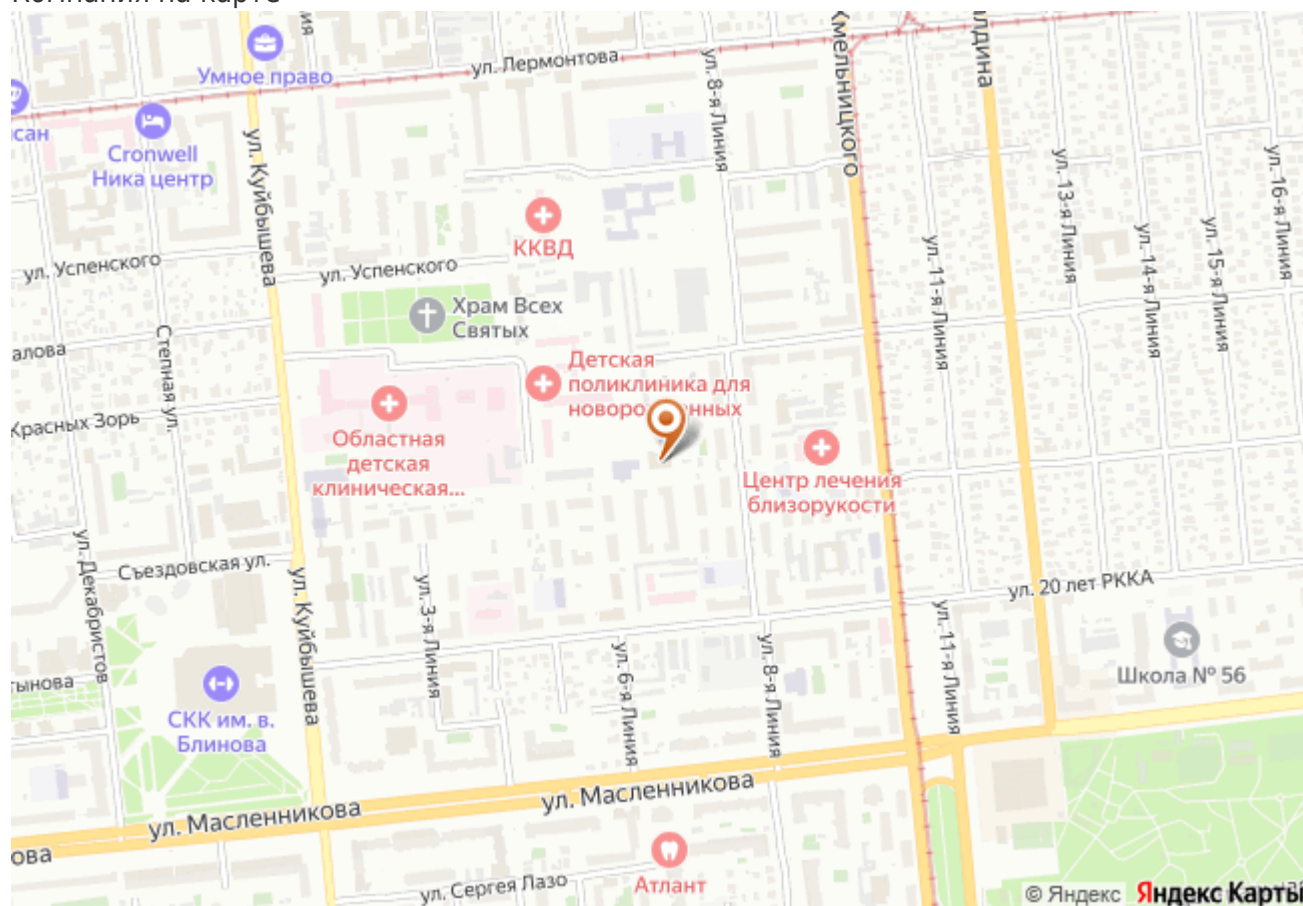 Компания на карте
Умное право
ул. Лермонтова
ул. 8-я Линия
Хмельницкого
Cronwell
Ника центр
ул. Куйбышева
ККВД
ул. Успенского
ул. Успенского
Храм Всех
Святых
Степная ул.
ул. 11-я Линия
ул. 13-я Линия
ул. 14-я Линия
ул. 15-я Линия
ул. 16-я Линия
Детская
поликлиника для
Красных Зорь
Областная
детская
клиническая...
Центр лечения
близорукости
ул. Декабристов
Съездовская ул.
ул. Куйбышева
ул. 3-я Линия
ул. 20 лет РККА
ул. 6-я Линия
ул. 8-я Линия
ул. 11-я Линия
Школа № 56
СКК им. в.
Блинова
ул. Масленникова
ул. Масленникова
ул. Сергея Лазо
Атлант
© Яндекс Яндекс Карты